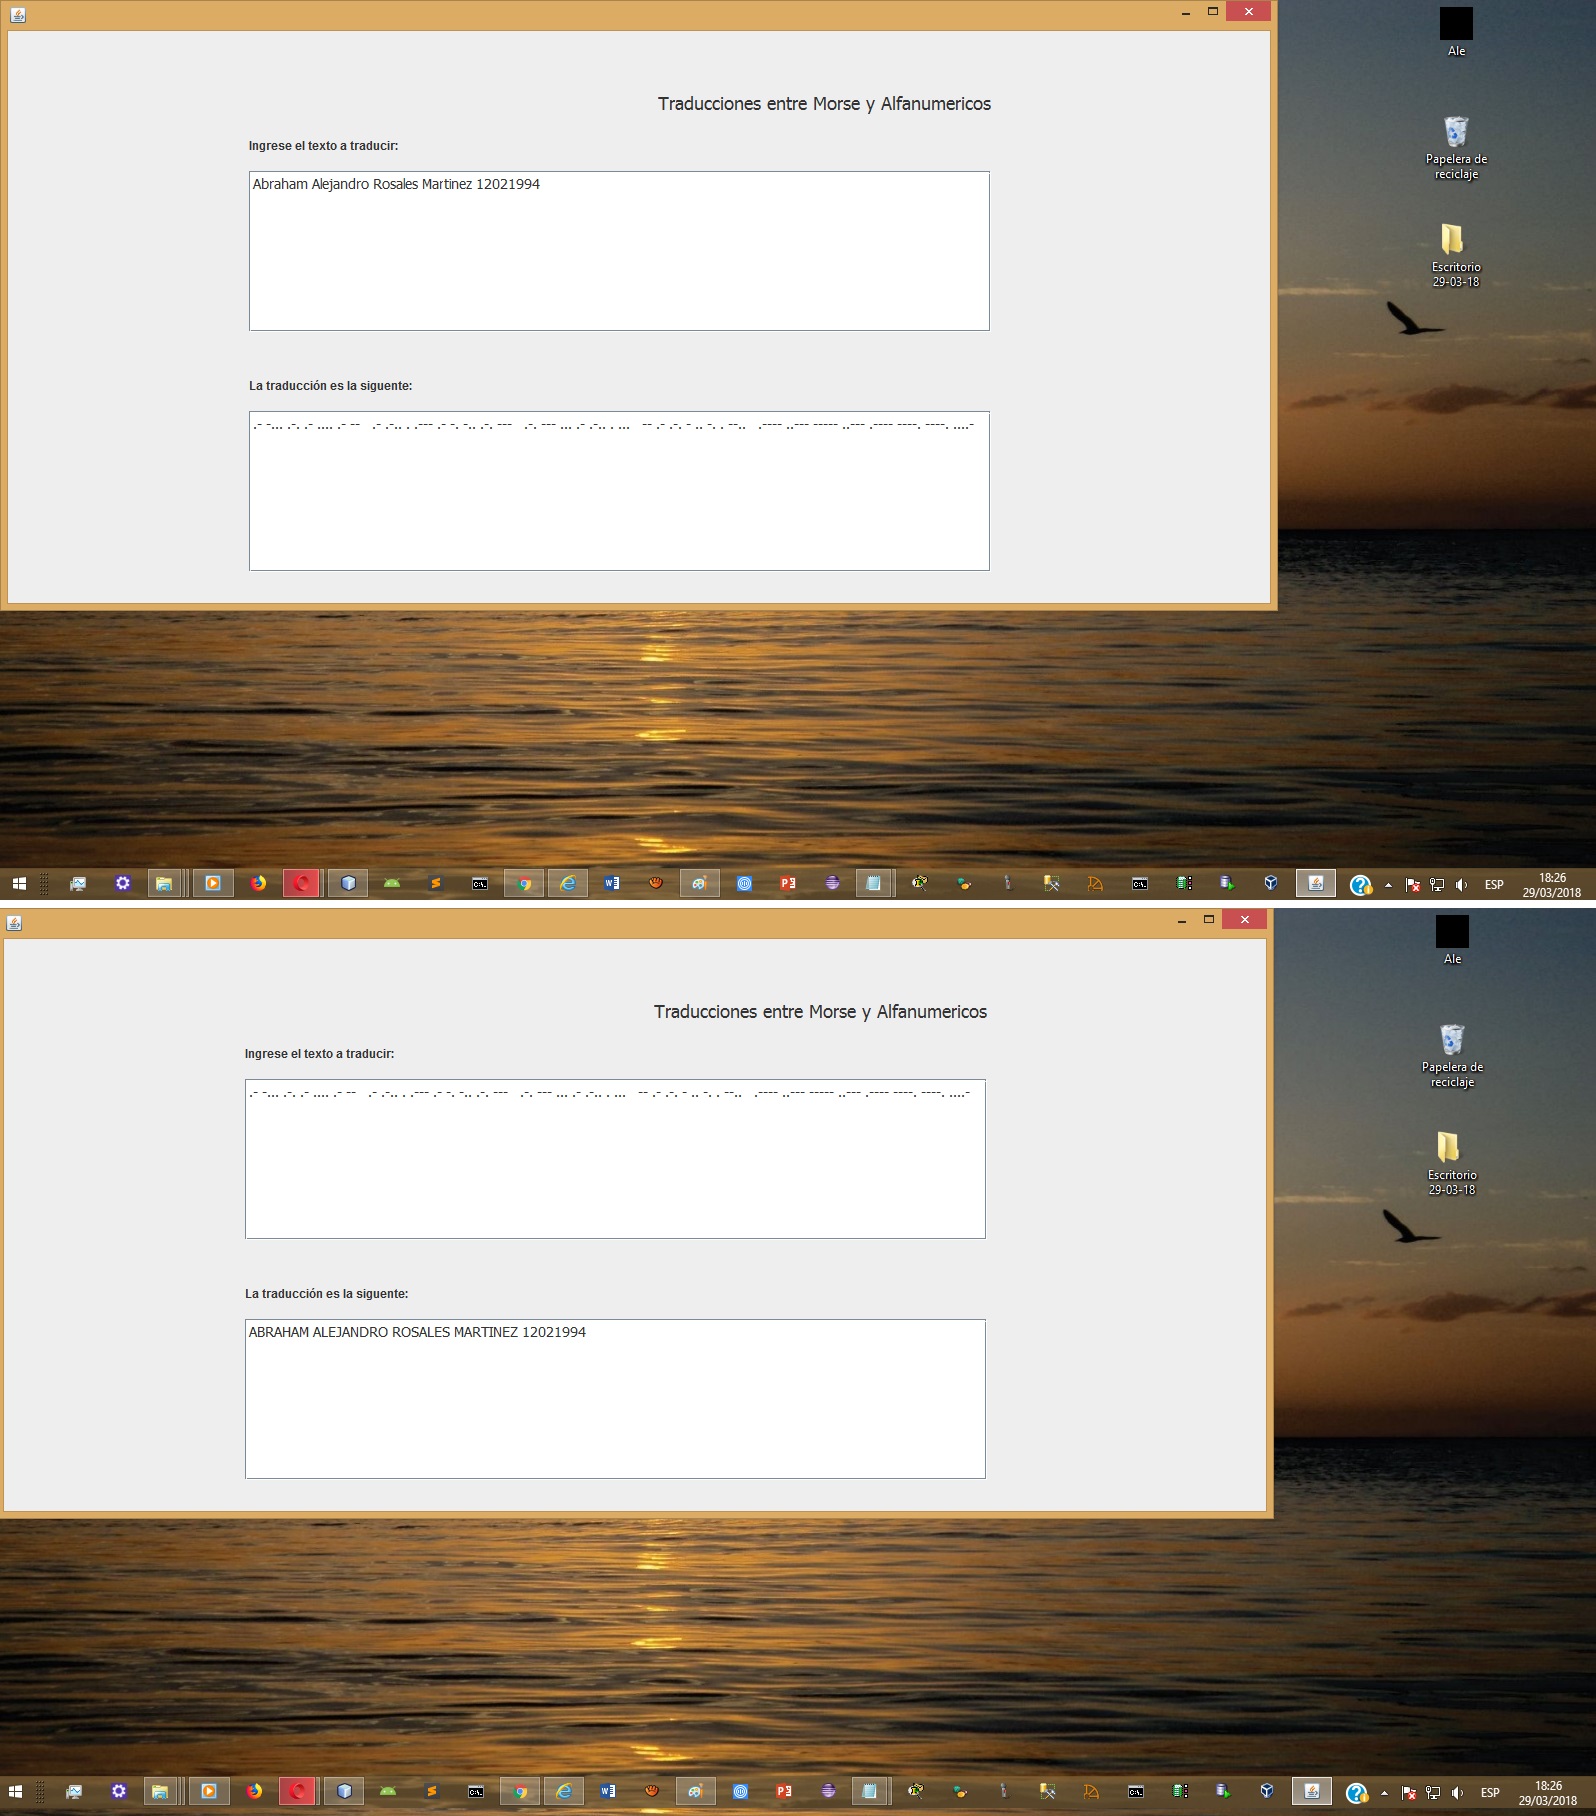 Traducciones entre Morse y Alfanumericos
Ingrese el texto a traducir:
Abraham Alejandro Rosales Martinez 12021994
La traducción es la siguente:
.- -... .-. .- .... .- --   .- .-.. . .--- .- -. -.. .-. ---   .-. --- ... .- .-.. . ...   -- .- .-. - .. -. . --..   .---- ..--- ----- ..--- .---- ----. ----. ....-
Ale
Papelera de
reciclaje
Escritorio
29-03-18
ESP
18:26
29/03/2018
Traducciones entre Morse y Alfanumericos
Ingrese el texto a traducir:
.- -... .-. .- .... .- --   .- .-.. . .--- .- -. -.. .-. ---   .-. --- ... .- .-.. . ...   -- .- .-. - .. -. . --..   .---- ..--- ----- ..--- .---- ----. ----. ....-
La traducción es la siguente:
ABRAHAM ALEJANDRO ROSALES MARTINEZ 12021994
Ale
Papelera de
reciclaje
Escritorio
29-03-18
ESP
18:26
29/03/2018